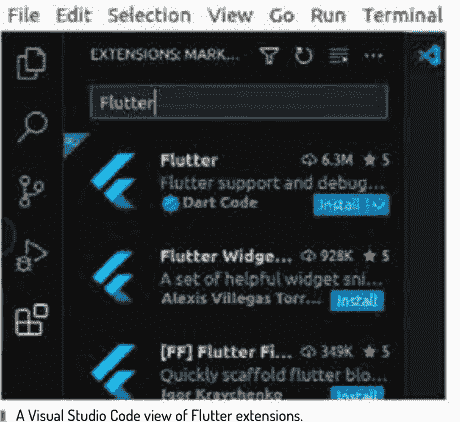 File Edit Selection View Go Run Terminal
EXTENSIONS: MARK...
Flutter
Flutter 6.3M 5
Flutter support and debug...
Dart Code Install
Flutter Widge... 928K 5
A set of helpful widget sni...
Alexis Villegas Torr... Install
[FF] Flutter Fi... 349K 5
Quickly scaffold flutter blo...
Igor Kravchenko Install
A Visual Studio Code view of Flutter extensions.